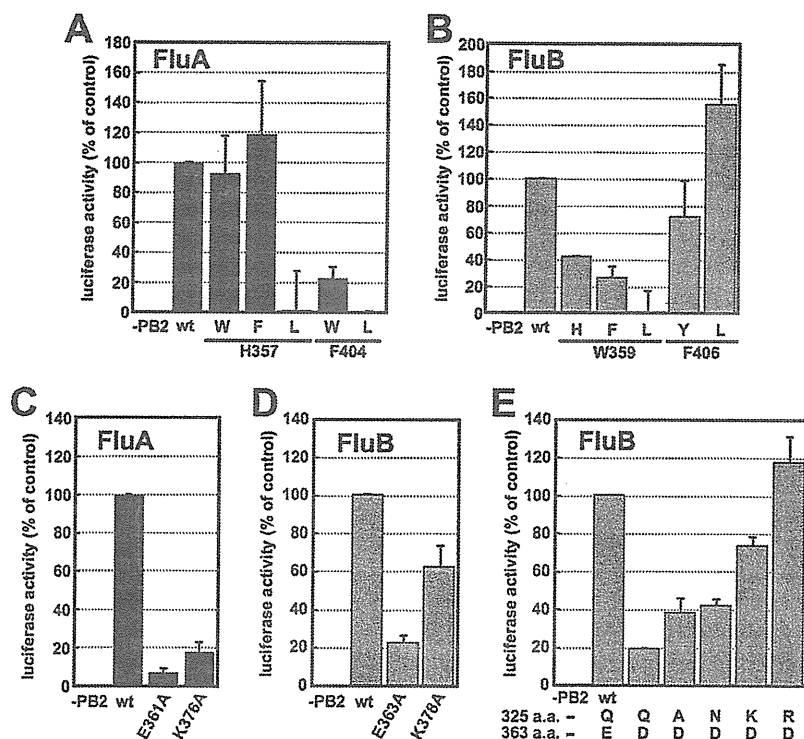 A
FluA
luciferase activity (% of control)
180
160
140
120
100
80
60
40
20
0
-PB2 wt W F L W L
H357 F404
B
FluB
luciferase activity (% of control)
200
180
160
140
120
100
80
60
40
20
0
-PB2 wt H F L Y L
W359 F406
C
FluA
luciferase activity (% of control)
140
120
100
80
60
40
20
0
-PB2 wt E361A K376A
D
FluB
luciferase activity (% of control)
140
120
100
80
60
40
20
0
-PB2 wt E363A K378A
E
FluB
luciferase activity (% of control)
140
120
100
80
60
40
20
0
-PB2 wt
325 a.a. – Q Q A N K R
363 a.a. – E D D D D D